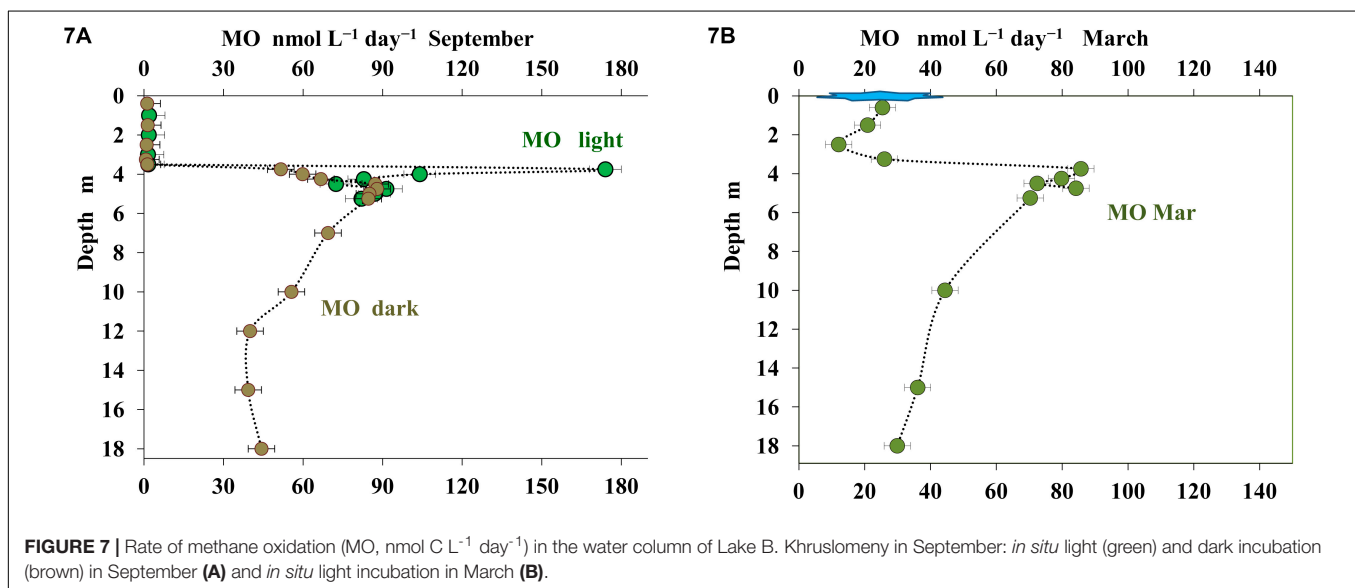 7A
MO nmol L⁻¹ day⁻¹ September
0 30 60 90 120 150 180
0
2
4
6
8
10
12
14
16
18
Depth m
MO light
MO dark
0 30 60 90 120 150 180
7B
MO nmol L⁻¹ day⁻¹ March
0 20 40 60 80 100 120 140
0
2
4
6
8
10
12
14
16
18
Depth m
MO Mar
0 20 40 60 80 100 120 140
FIGURE 7 | Rate of methane oxidation (MO, nmol C L⁻¹ day⁻¹) in the water column of Lake B. Khruslomeny in September: in situ light (green) and dark incubation
(brown) in September (A) and in situ light incubation in March (B).